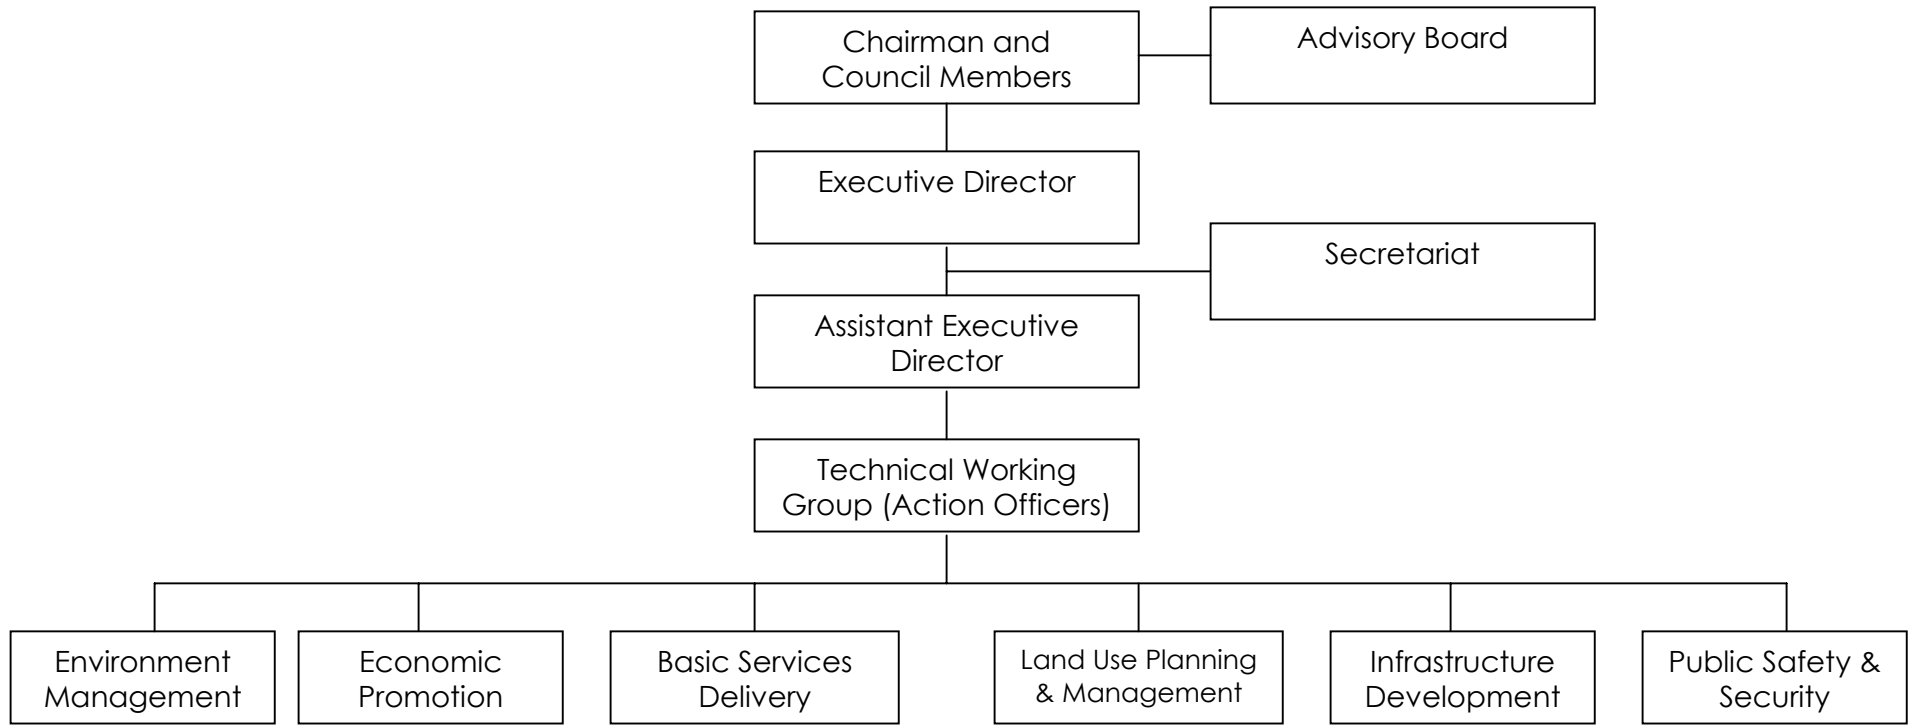 Chairman and
Council Members
Advisory Board
Executive Director
Secretariat
Assistant Executive
Director
Technical Working
Group (Action Officers)
Environment
Management
Economic
Promotion
Basic Services
Delivery
Land Use Planning
& Management
Infrastructure
Development
Public Safety &
Security